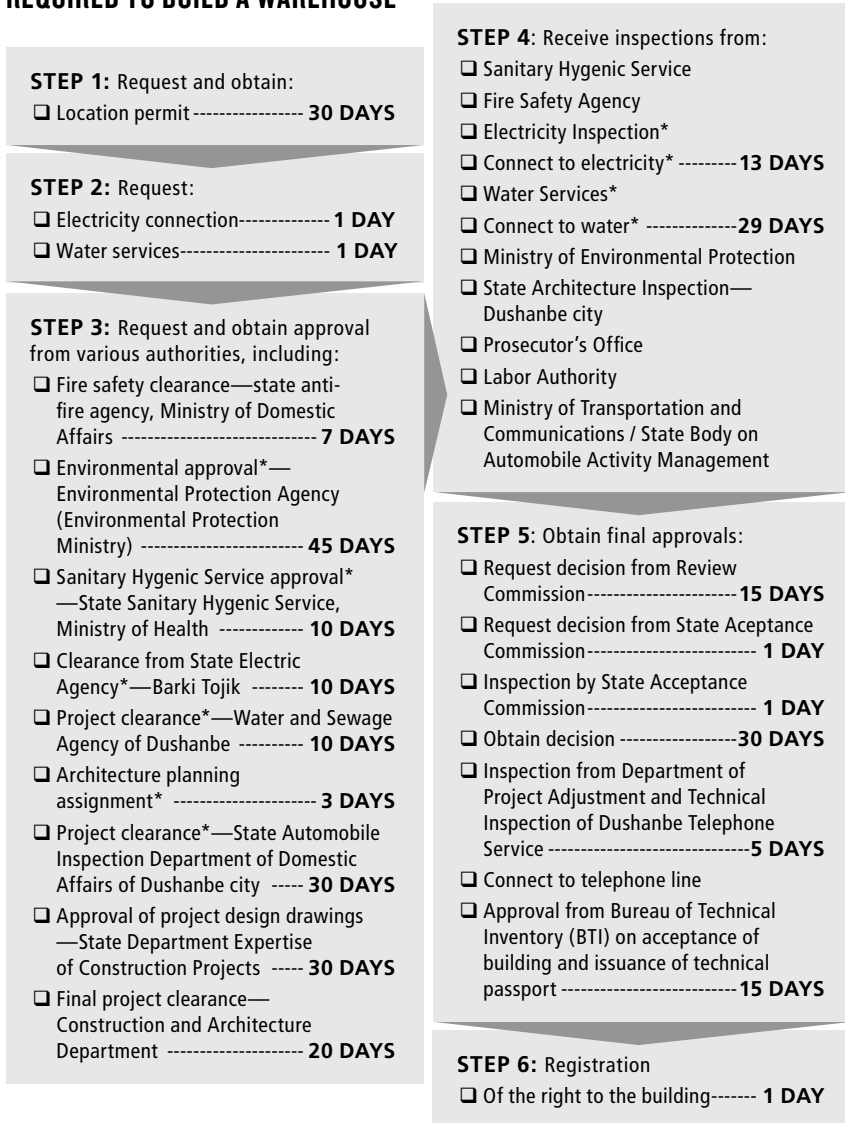 REQUIRED TO BUILD A WAREHOUSE
STEP 1: Request and obtain:
❑ Location permit ----------------- 30 DAYS
STEP 2: Request:
❑ Electricity connection-------------- 1 DAY
❑ Water services----------------------- 1 DAY
STEP 3: Request and obtain approval
from various authorities, including:
❑ Fire safety clearance—state anti-
fire agency, Ministry of Domestic
Affairs ------------------------------ 7 DAYS
❑ Environmental approval*—
Environmental Protection Agency
(Environmental Protection
Ministry) ------------------------- 45 DAYS
❑ Sanitary Hygenic Service approval*
—State Sanitary Hygenic Service,
Ministry of Health ------------- 10 DAYS
❑ Clearance from State Electric
Agency*—Barki Tojik -------- 10 DAYS
❑ Project clearance*—Water and Sewage
Agency of Dushanbe ---------- 10 DAYS
❑ Architecture planning
assignment* ---------------------- 3 DAYS
❑ Project clearance*—State Automobile
Inspection Department of Domestic
Affairs of Dushanbe city ----- 30 DAYS
❑ Approval of project design drawings
—State Department Expertise
of Construction Projects ----- 30 DAYS
❑ Final project clearance—
Construction and Architecture
Department --------------------- 20 DAYS
STEP 4: Receive inspections from:
❑ Sanitary Hygenic Service
❑ Fire Safety Agency
❑ Electricity Inspection*
❑ Connect to electricity* ---------13 DAYS
❑ Water Services*
❑ Connect to water* --------------29 DAYS
❑ Ministry of Environmental Protection
❑ State Architecture Inspection—
Dushanbe city
❑ Prosecutor's Office
❑ Labor Authority
❑ Ministry of Transportation and
Communications / State Body on
Automobile Activity Management
STEP 5: Obtain final approvals:
❑ Request decision from Review
Commission-----------------------15 DAYS
❑ Request decision from State Aceptance
Commission-------------------------- 1 DAY
❑ Inspection by State Acceptance
Commission-------------------------- 1 DAY
❑ Obtain decision ------------------30 DAYS
❑ Inspection from Department of
Project Adjustment and Technical
Inspection of Dushanbe Telephone
Service -------------------------------5 DAYS
❑ Connect to telephone line
❑ Approval from Bureau of Technical
Inventory (BTI) on acceptance of
building and issuance of technical
passport ---------------------------15 DAYS
STEP 6: Registration
❑ Of the right to the building------- 1 DAY